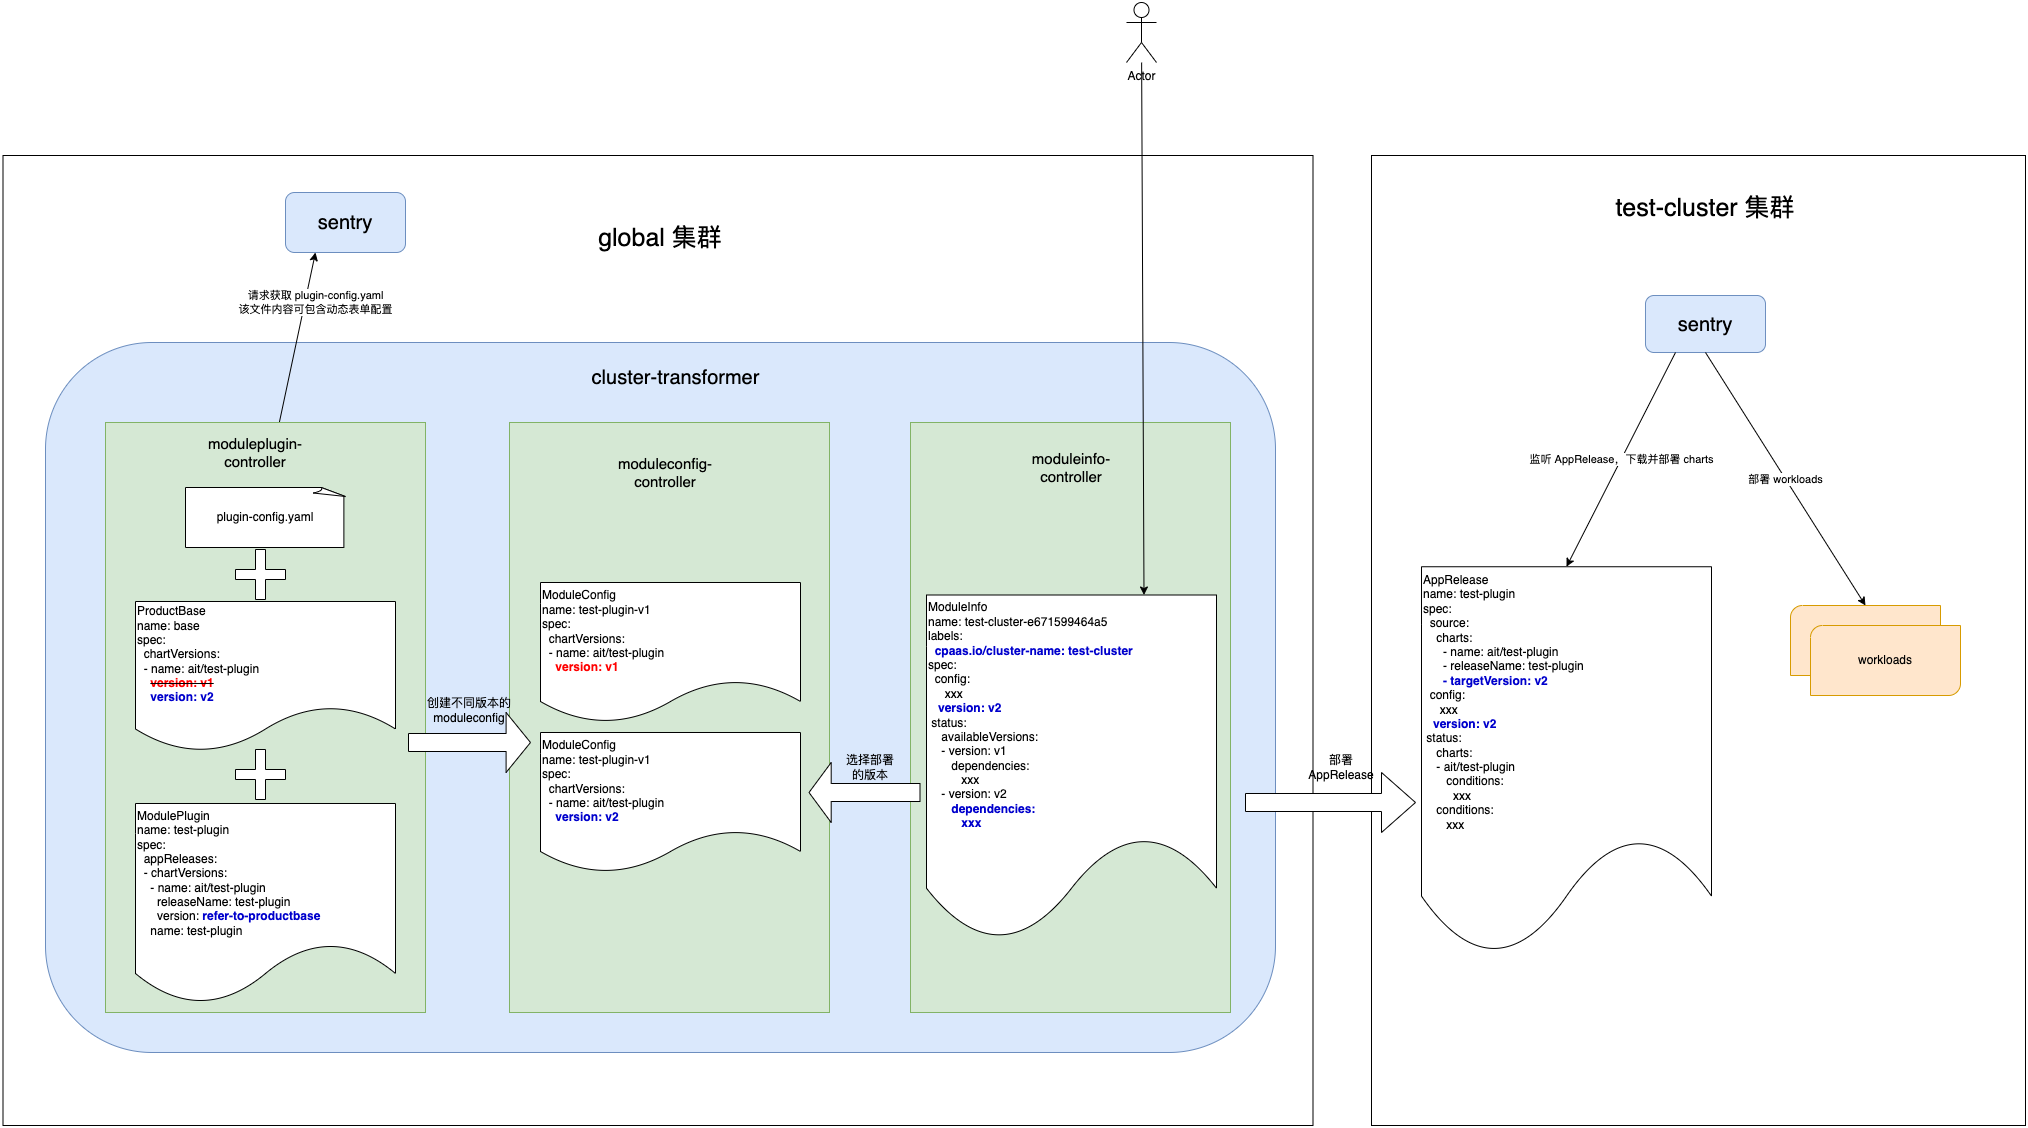 Actor
global 集群
sentry
请求获取 plugin-config.yaml
该文件内容可包含动态表单配置
cluster-transformer
moduleplugin-
controller
plugin-config.yaml
ProductBase
name: base
spec:
chartVersions:
- name: ait/test-plugin
version: v1
version: v2
ModulePlugin
name: test-plugin
spec:
appReleases:
- chartVersions:
- name: ait/test-plugin
releaseName: test-plugin
version: refer-to-productbase
name: test-plugin
创建不同版本的
moduleconfig
moduleconfig-
controller
ModuleConfig
name: test-plugin-v1
spec:
chartVersions:
- name: ait/test-plugin
version: v1
ModuleConfig
name: test-plugin-v1
spec:
chartVersions:
- name: ait/test-plugin
version: v2
选择部署
的版本
moduleinfo-
controller
ModuleInfo
name: test-cluster-e671599464a5
labels:
cpaas.io/cluster-name: test-cluster
spec:
config:
xxx
version: v2
status:
availableVersions:
- version: v1
dependencies:
xxx
- version: v2
dependencies:
xxx
部署
AppRelease
test-cluster 集群
sentry
监听 AppRelease，下载并部署 charts
部署 workloads
AppRelease
name: test-plugin
spec:
source:
charts:
- name: ait/test-plugin
- releaseName: test-plugin
- targetVersion: v2
config:
xxx
version: v2
status:
charts:
- ait/test-plugin
conditions:
xxx
conditions:
xxx
workloads